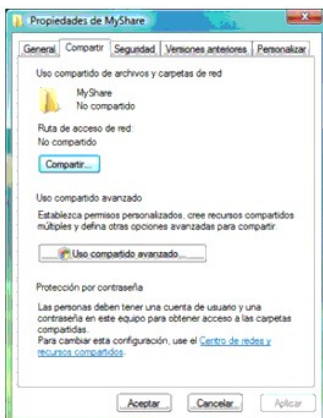 Propiedades de MyShare
General Compartir Seguridad Versiones anteriores Personalizar
Uso compartido de archivos y carpetas de red
MyShare
No compartido
Ruta de acceso de red:
No compartido
Compartir...
Uso compartido avanzado
Establezca permisos personalizados, cree recursos compartidos
múltiples y defina otras opciones avanzadas para compartir.
Uso compartido avanzado...
Protección por contraseña
Las personas deben tener una cuenta de usuario y una
contraseña en este equipo para obtener acceso a las carpetas
compartidas.
Para cambiar esta configuración, use el Centro de redes y
recursos compartidos.
Aceptar Cancelar Aplicar